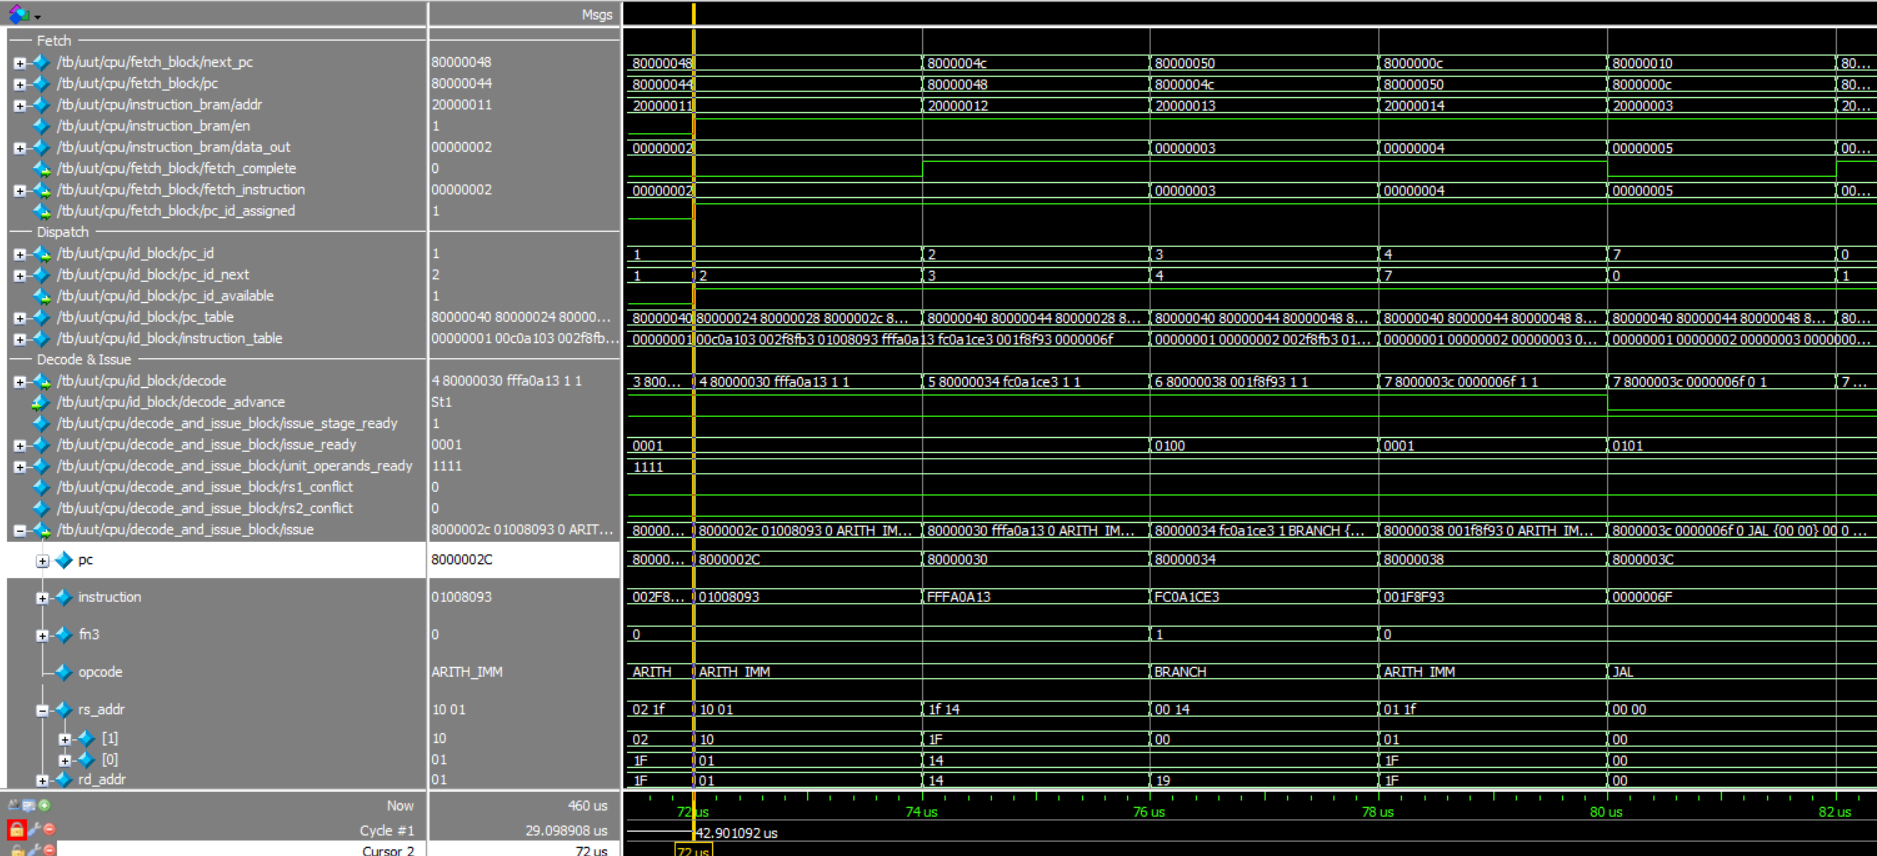 Msgs
Fetch
/tb/uut/cpu/fetch_block/next_pc 80000048 80000048 8000004c 80000050 8000000c 80000010 80...
/tb/uut/cpu/fetch_block/pc 80000044 80000044 80000048 8000004c 80000050 8000000c 80...
/tb/uut/cpu/instruction_bram/addr 20000011 20000011 20000012 20000013 20000014 20000003 20...
/tb/uut/cpu/instruction_bram/en 1
/tb/uut/cpu/instruction_bram/data_out 00000002 00000002 00000003 00000004 00000005 00...
/tb/uut/cpu/fetch_block/fetch_complete 0
/tb/uut/cpu/fetch_block/fetch_instruction 00000002 00000002 00000003 00000004 00000005 00...
/tb/uut/cpu/fetch_block/pc_id_assigned 1
Dispatch
/tb/uut/cpu/id_block/pc_id 1 1 2 3 4 7 0
/tb/uut/cpu/id_block/pc_id_next 2 1 2 3 4 7 0 1
/tb/uut/cpu/id_block/pc_id_available 1
/tb/uut/cpu/id_block/pc_table 80000040 80000024 80000... 80000040 80000024 80000028 8000002c 8... 80000040 80000044 80000028 8... 80000040 80000044 80000048 8... 80000040 80000044 80000048 8... 80000040 80000044 80000048 8... 80...
/tb/uut/cpu/id_block/instruction_table 00000001 00c0a103 002f8fb... 00000001 00c0a103 002f8fb3 01008093 fffa0a13 fc0a1ce3 001f8f93 0000006f 00000001 00000002 002f8fb3 01... 00000001 00000002 00000003 0... 00000001 00000002 00000003 0000000...
Decode & Issue
/tb/uut/cpu/id_block/decode 4 80000030 fffa0a13 1 1 3 800... 4 80000030 fffa0a13 1 1 5 80000034 fc0a1ce3 1 1 6 80000038 001f8f93 1 1 7 8000003c 0000006f 1 1 7 8000003c 0000006f 0 1 7 ...
/tb/uut/cpu/id_block/decode_advance St1
/tb/uut/cpu/decode_and_issue_block/issue_stage_ready 1
/tb/uut/cpu/decode_and_issue_block/issue_ready 0001 0001 0100 0001 0101
/tb/uut/cpu/decode_and_issue_block/unit_operands_ready 1111 1111
/tb/uut/cpu/decode_and_issue_block/rs1_conflict 0
/tb/uut/cpu/decode_and_issue_block/rs2_conflict 0
/tb/uut/cpu/decode_and_issue_block/issue 8000002c 01008093 0 ARIT... 80000... 8000002c 01008093 0 ARITH_IM... 80000030 fffa0a13 0 ARITH_IM... 80000034 fc0a1ce3 1 BRANCH {... 80000038 001f8f93 0 ARITH_IM... 8000003c 0000006f 0 JAL {00 00} 00 0 ...
pc 8000002C 80000... 8000002C 80000030 80000034 80000038 8000003C
instruction 01008093 002F8... 01008093 FFFA0A13 FC0A1CE3 001F8F93 0000006F
fn3 0 0 1 0
opcode ARITH_IMM ARITH ARITH_IMM BRANCH ARITH_IMM JAL
rs_addr 10 01 02 1f 10 01 1f 14 00 14 01 1f 00 00
[1] 10 02 10 1F 00 01 00
[0] 01 1F 01 14 1F 00
rd_addr 01 1F 01 14 19 1F 00
Now 460 us 72 us 74 us 76 us 78 us 80 us 82 us
Cycle #1 29.098908 us 42.901092 us
Cursor 2 72 us 72 us